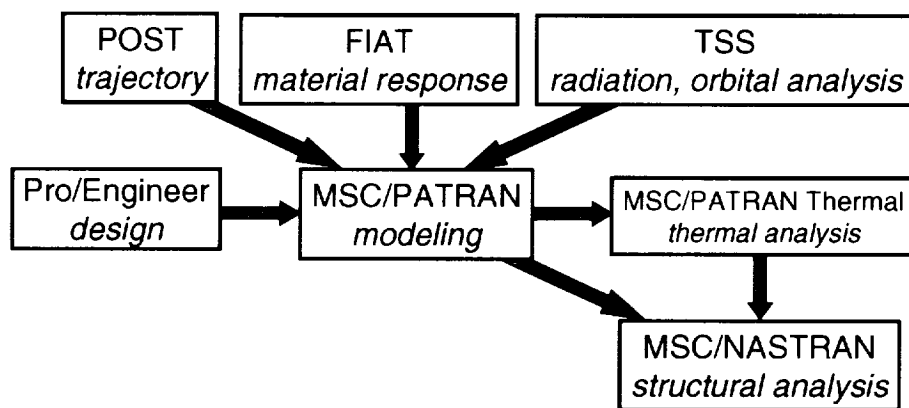 POST
trajectory
FIAT
material response
TSS
radiation, orbital analysis
Pro/Engineer
design
MSC/PATRAN
modeling
MSC/PATRAN Thermal
thermal analysis
MSC/NASTRAN
structural analysis